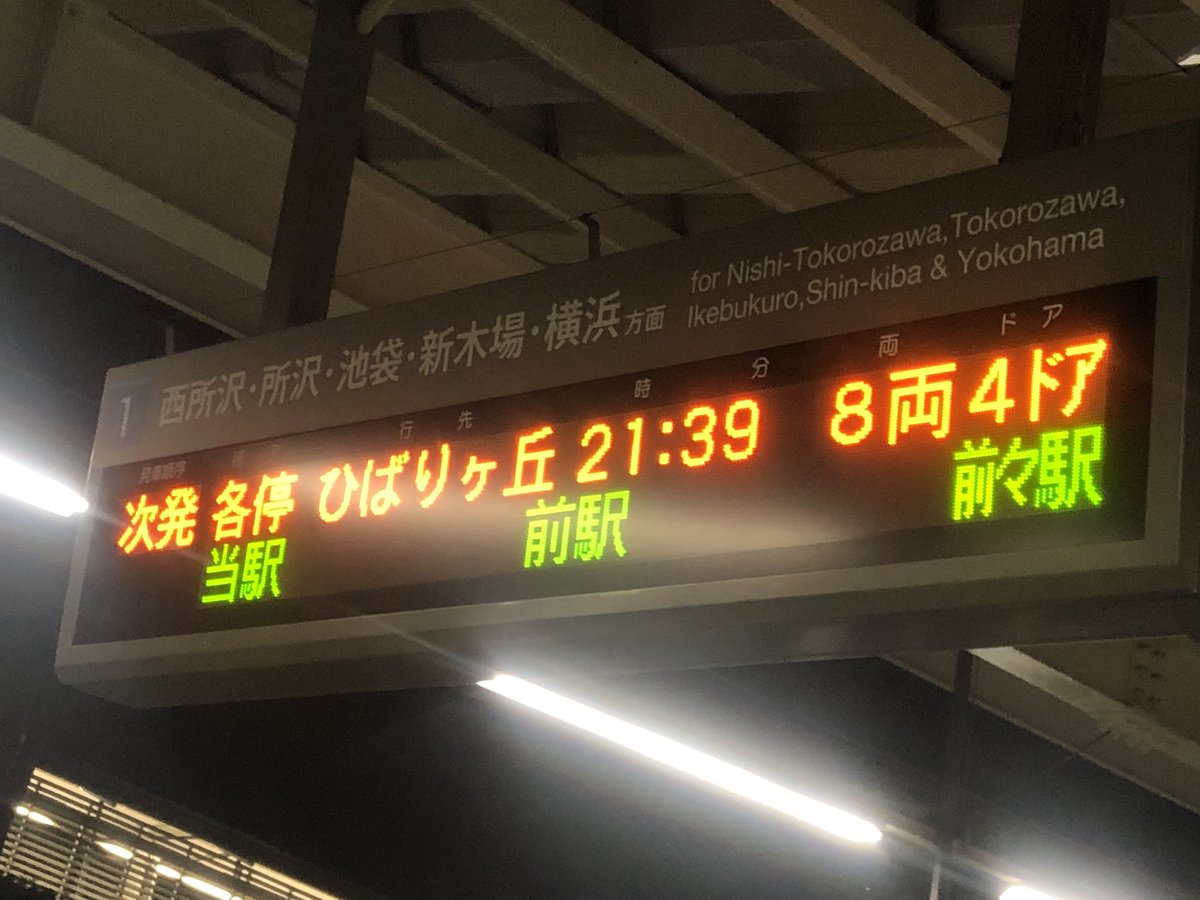 1 西所沢・所沢・池袋・新木場・横浜方面
for Nishi-Tokorozawa,Tokorozawa,
Ikebukuro,Shin-kiba & Yokohama
発車順序 行先 時分 両 ドア
次発 各停 ひばりヶ丘 21:39 8両 4ドア
当駅 前駅 前々駅